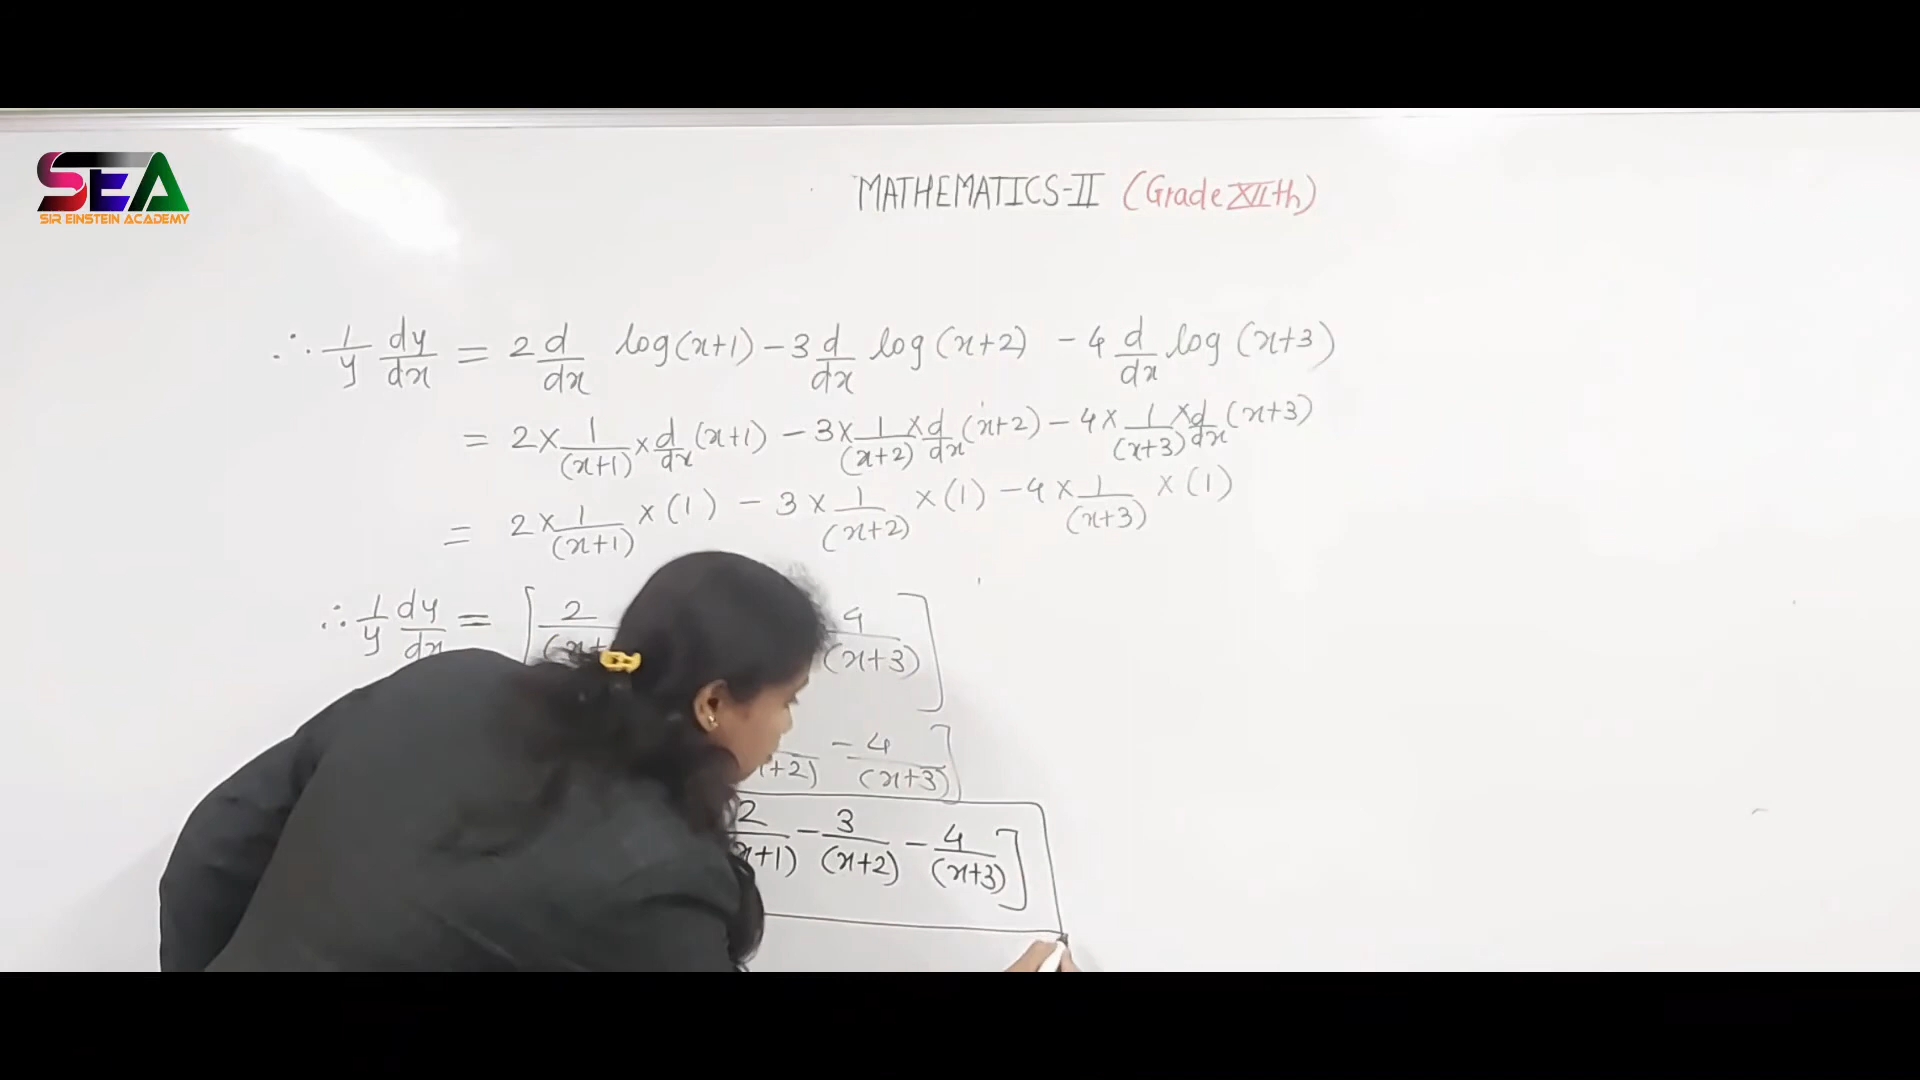 SEA
SIR EINSTEIN ACADEMY
MATHEMATICS-II (Grade XIIth)
∴ 1/y dy/dx = 2 d/dx log(x+1) - 3 d/dx log(x+2) - 4 d/dx log(x+3)
= 2 × 1/(x+1) × d/dx (x+1) - 3 × 1/(x+2) × d/dx (x+2) - 4 × 1/(x+3) × d/dx (x+3)
= 2 × 1/(x+1) × (1) - 3 × 1/(x+2) × (1) - 4 × 1/(x+3) × (1)
∴ 1/y dy/dx = [ 2/(x+ 4/(x+3) ]
+2) - 4/(x+3) ]
2/(x+1) - 3/(x+2) - 4/(x+3) ]